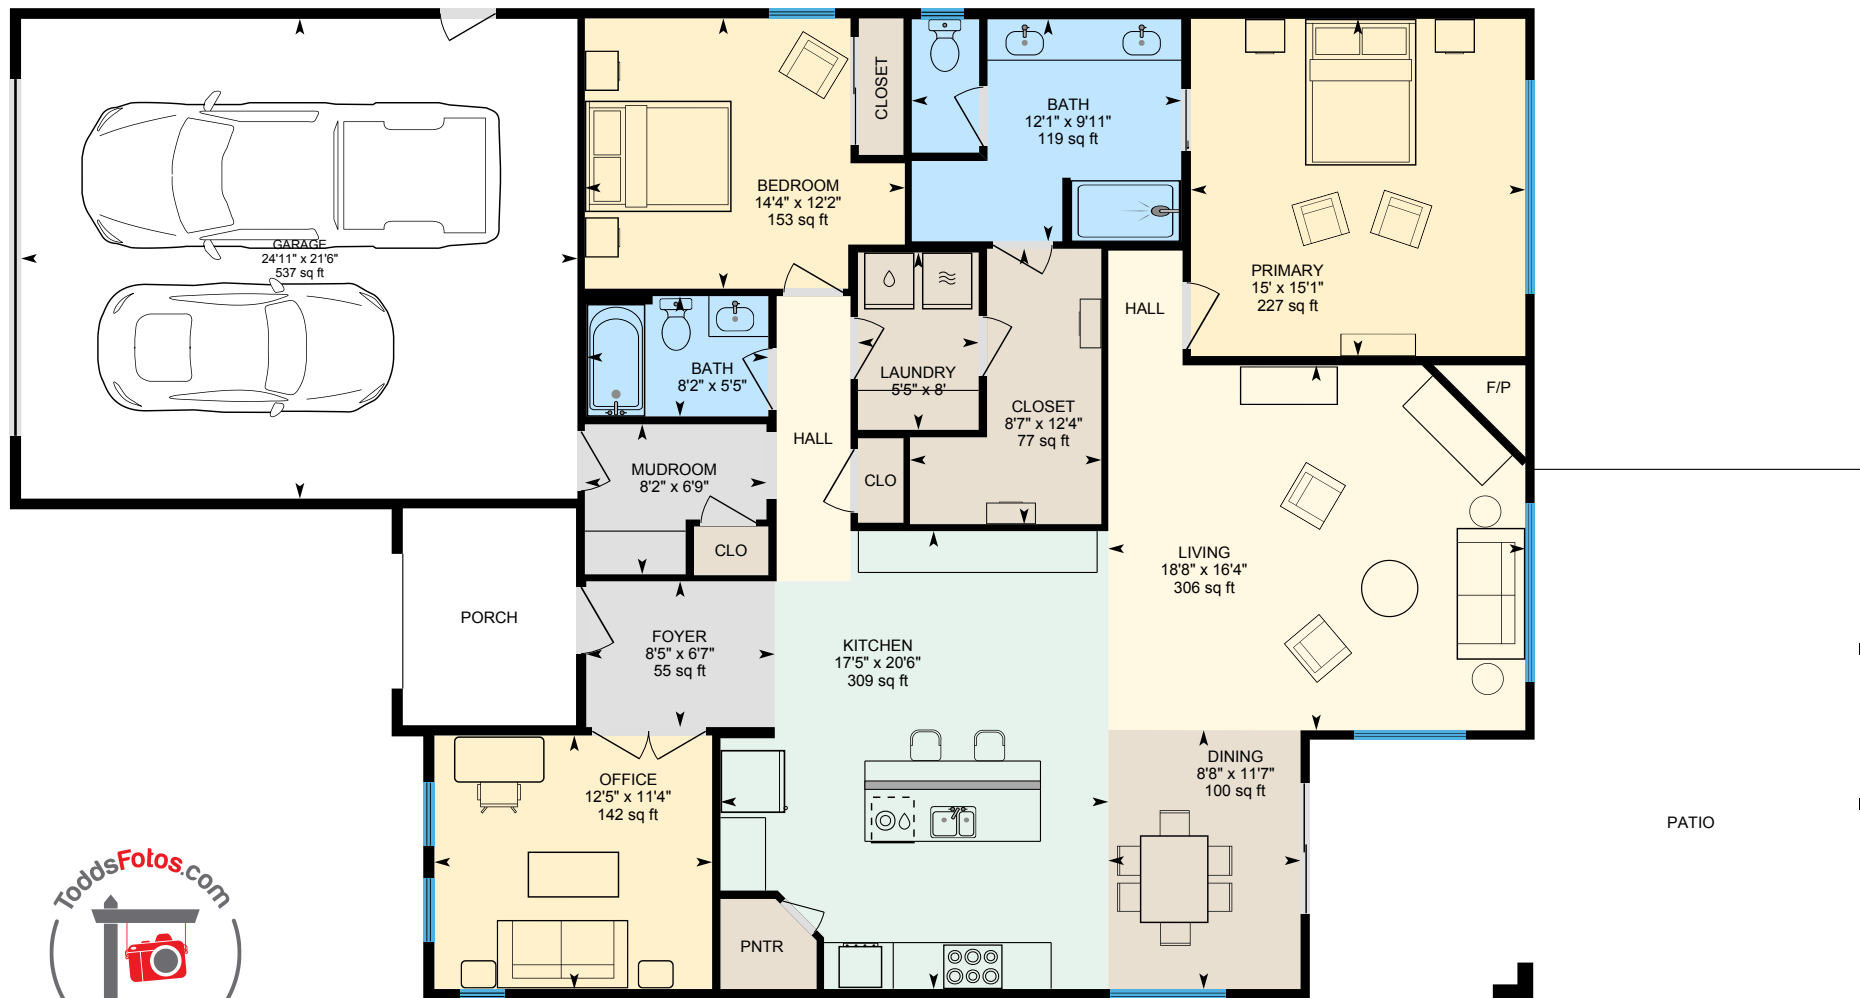 GARAGE
24'11" x 21'6"
537 sq ft
BEDROOM
14'4" x 12'2"
153 sq ft
CLOSET
BATH
12'1" x 9'11"
119 sq ft
PRIMARY
15' x 15'1"
227 sq ft
HALL
BATH
8'2" x 5'5"
LAUNDRY
5'5" x 8'
CLOSET
8'7" x 12'4"
77 sq ft
F/P
HALL
MUDROOM
8'2" x 6'9"
CLO
CLO
LIVING
18'8" x 16'4"
306 sq ft
PORCH
FOYER
8'5" x 6'7"
55 sq ft
KITCHEN
17'5" x 20'6"
309 sq ft
OFFICE
12'5" x 11'4"
142 sq ft
DINING
8'8" x 11'7"
100 sq ft
PATIO
PNTR
ToddsFotos.com